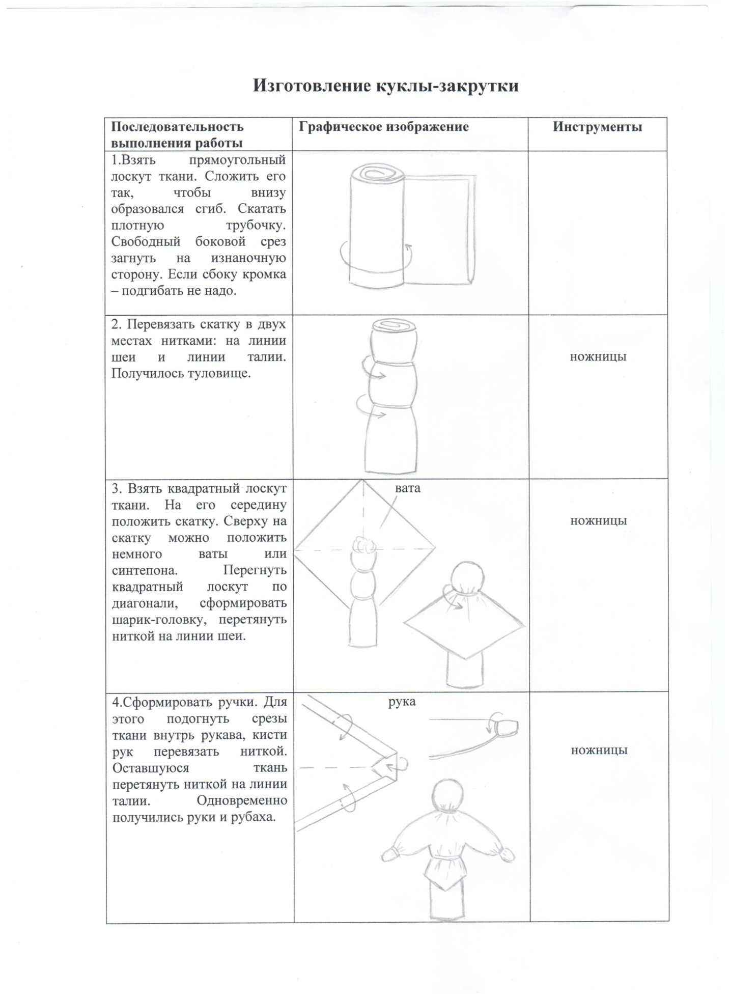 Изготовление куклы-закрутки
Последовательность
выполнения работы
Графическое изображение
Инструменты
1.Взять прямоугольный
лоскут ткани. Сложить его
так, чтобы внизу
образовался сгиб. Скатать
плотную трубочку.
Свободный боковой срез
загнуть на изнаночную
сторону. Если сбоку кромка
– подгибать не надо.
2. Перевязать скатку в двух
местах нитками: на линии
шеи и линии талии.
Получилось туловище.
ножницы
3. Взять квадратный лоскут
ткани. На его середину
положить скатку. Сверху на
скатку можно положить
немного ваты или
синтепона. Перегнуть
квадратный лоскут по
диагонали, сформировать
шарик-головку, перетянуть
ниткой на линии шеи.
вата
ножницы
4.Сформировать ручки. Для
этого подогнуть срезы
ткани внутрь рукава, кисти
рук перевязать ниткой.
Оставшуюся ткань
перетянуть ниткой на линии
талии. Одновременно
получились руки и рубаха.
рука
ножницы